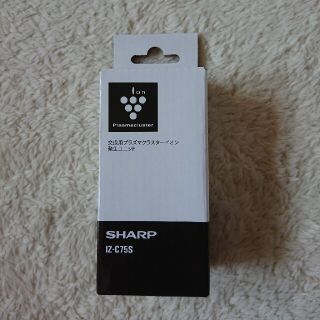 Ion
Plasmacluster
交換用プラズマクラスターイオン
発生ユニット
SHARP
IZ-C75S